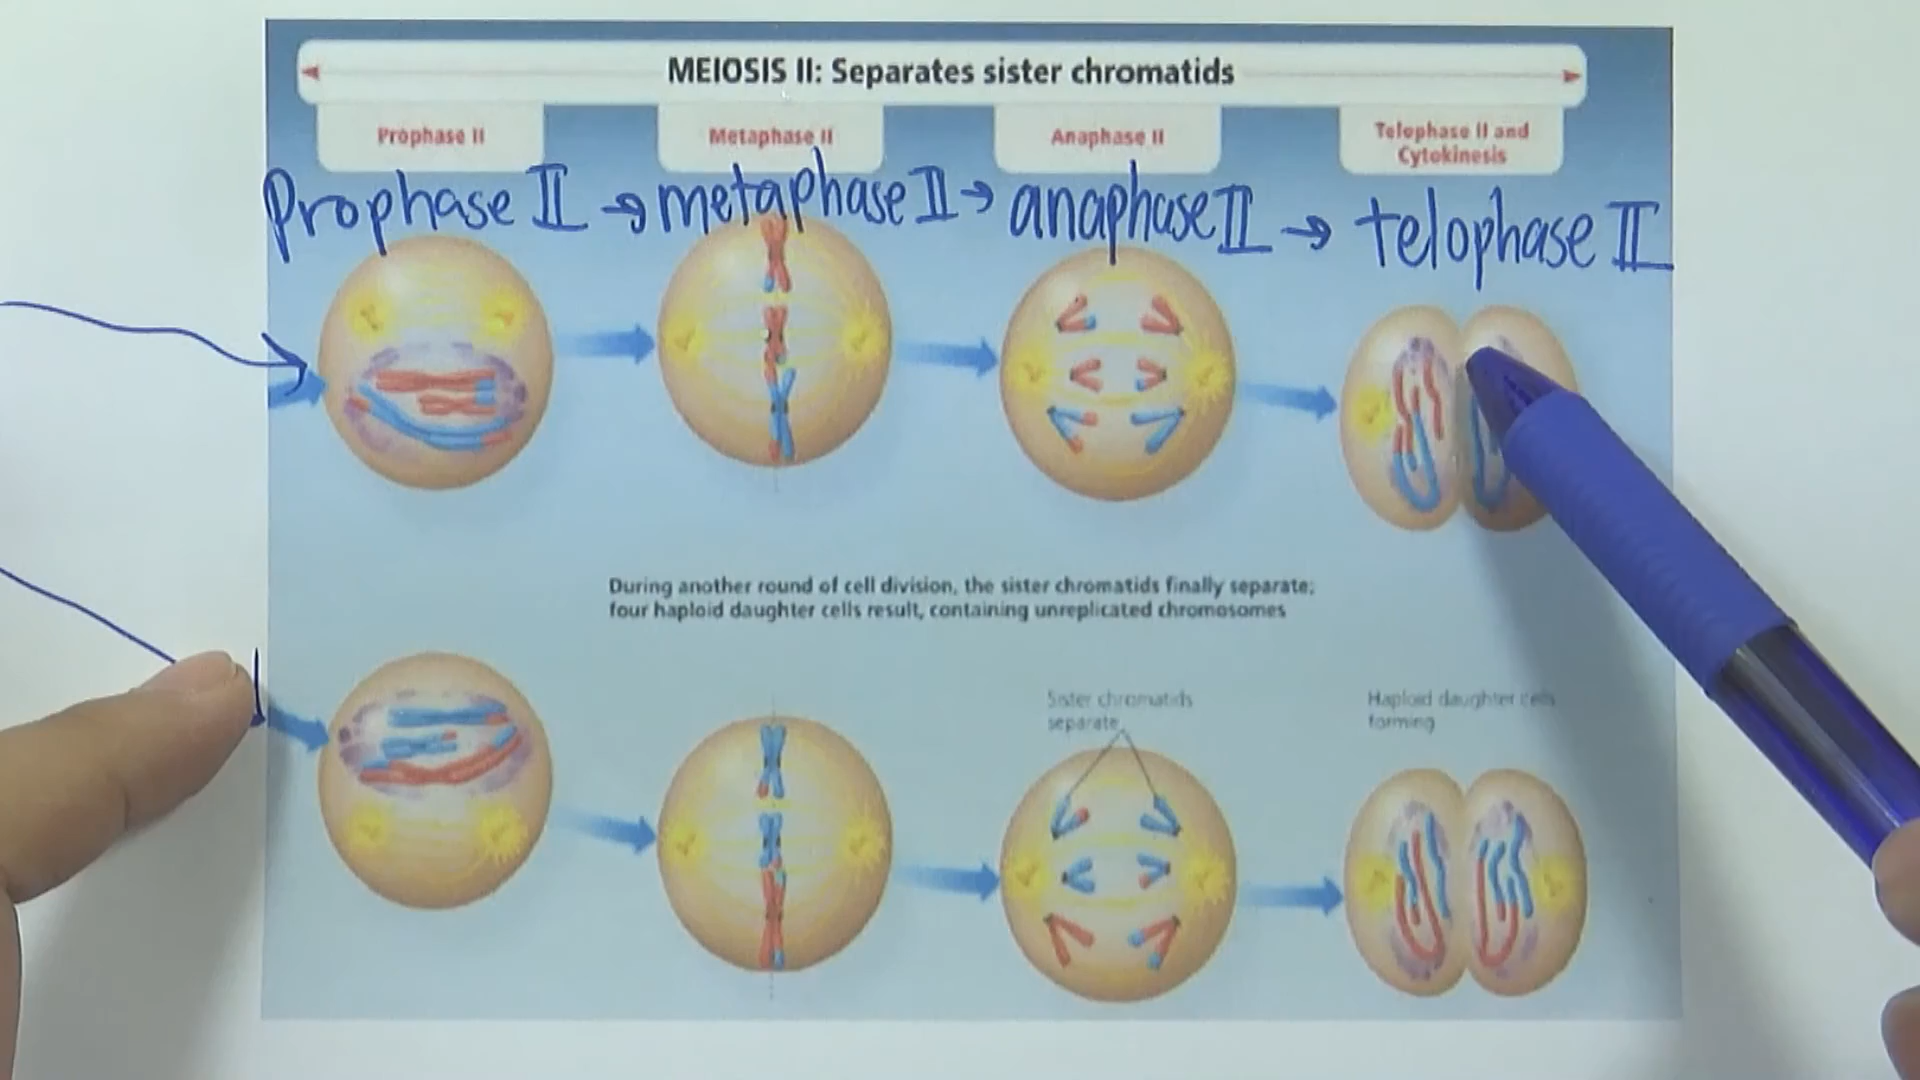 MEIOSIS II: Separates sister chromatids
Prophase II
Metaphase II
Anaphase II
Telophase II and
Cytokinesis
Prophase II → metaphase II → anaphase II → telophase II
During another round of cell division, the sister chromatids finally separate;
four haploid daughter cells result, containing unreplicated chromosomes
Sister chromatids
separate
Haploid daughter cells
forming